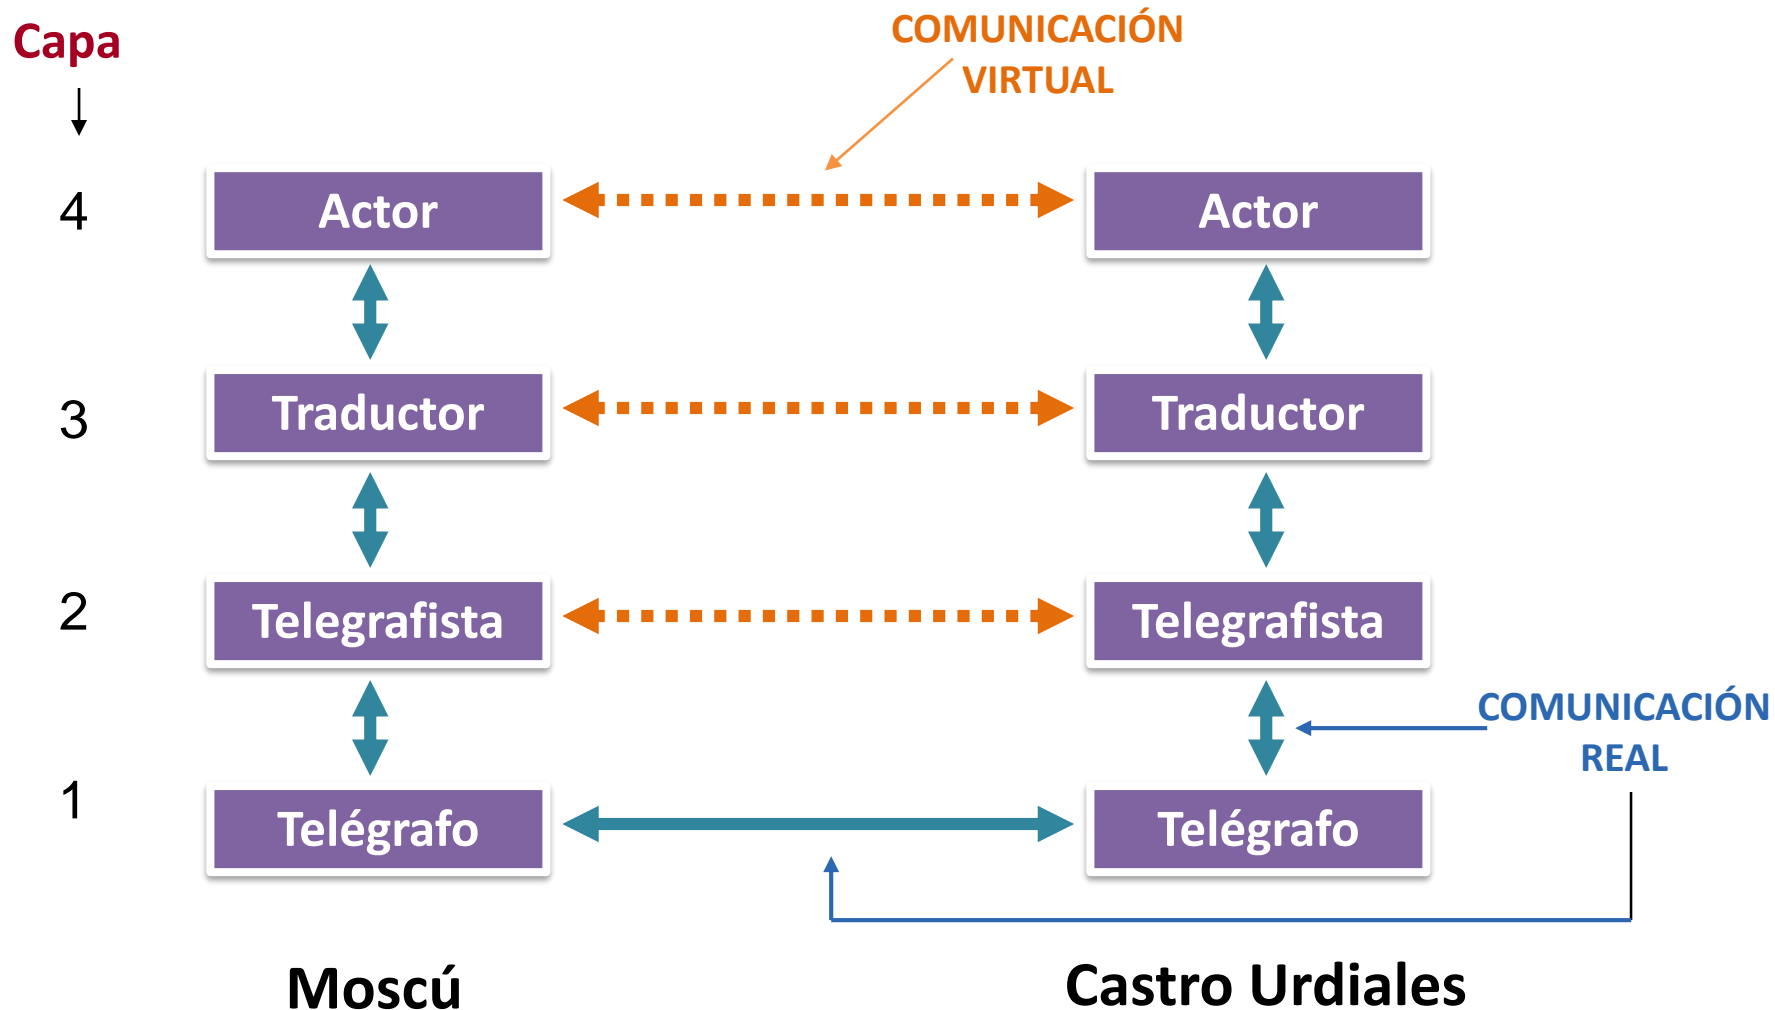 Capa
COMUNICACIÓN
VIRTUAL
4
Actor
Actor
3
Traductor
Traductor
2
Telegrafista
Telegrafista
COMUNICACIÓN
REAL
1
Telégrafo
Telégrafo
Moscú
Castro Urdiales